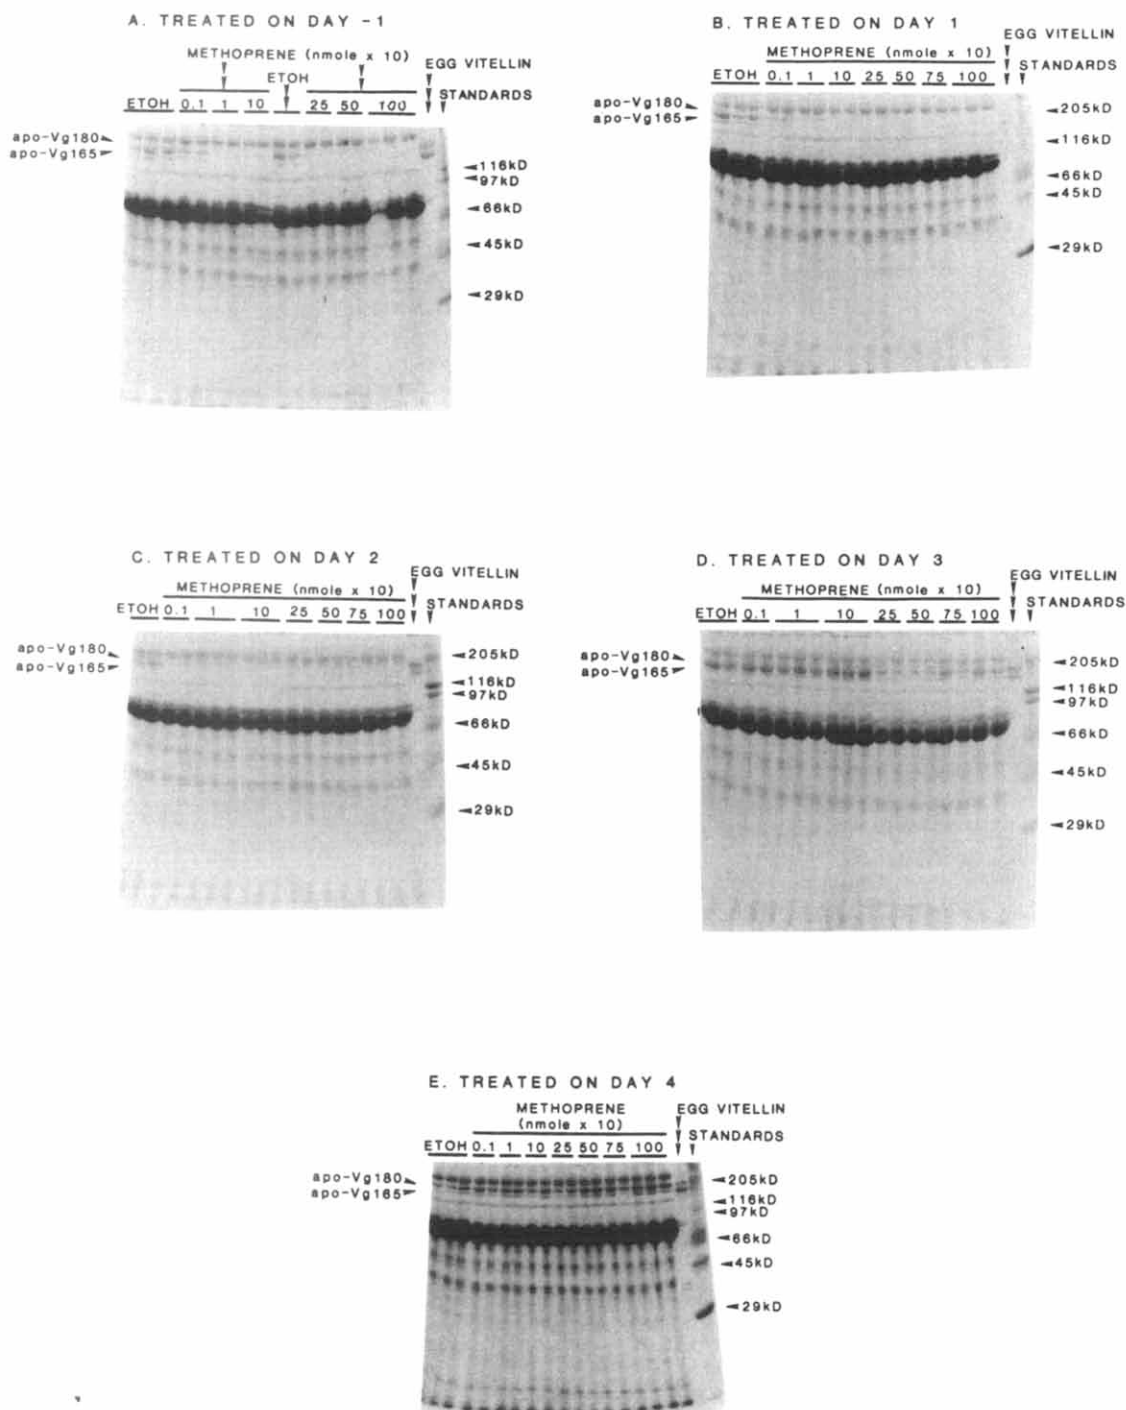 A. TREATED ON DAY -1
METHOPRENE (nmole x 10)
EGG VITELLIN
ETOH
STANDARDS
ETOH 0.1 1 10 25 50 100
apo-Vg180
apo-Vg165
116kD
97kD
66kD
45kD
29kD
B. TREATED ON DAY 1
EGG VITELLIN
METHOPRENE (nmole x 10)
STANDARDS
ETOH 0.1 1 10 25 50 75 100
apo-Vg180
apo-Vg165
205kD
116kD
66kD
45kD
29kD
C. TREATED ON DAY 2
EGG VITELLIN
METHOPRENE (nmole x 10)
STANDARDS
ETOH 0.1 1 10 25 50 75 100
apo-Vg180
apo-Vg165
205kD
116kD
97kD
66kD
45kD
29kD
D. TREATED ON DAY 3
EGG VITELLIN
METHOPRENE (nmole x 10)
STANDARDS
ETOH 0.1 1 10 25 50 75 100
apo-Vg180
apo-Vg165
205kD
116kD
97kD
66kD
45kD
29kD
E. TREATED ON DAY 4
METHOPRENE
(nmole x 10)
EGG VITELLIN
STANDARDS
ETOH 0.1 1 10 25 50 75 100
apo-Vg180
apo-Vg165
205kD
116kD
97kD
66kD
45kD
29kD